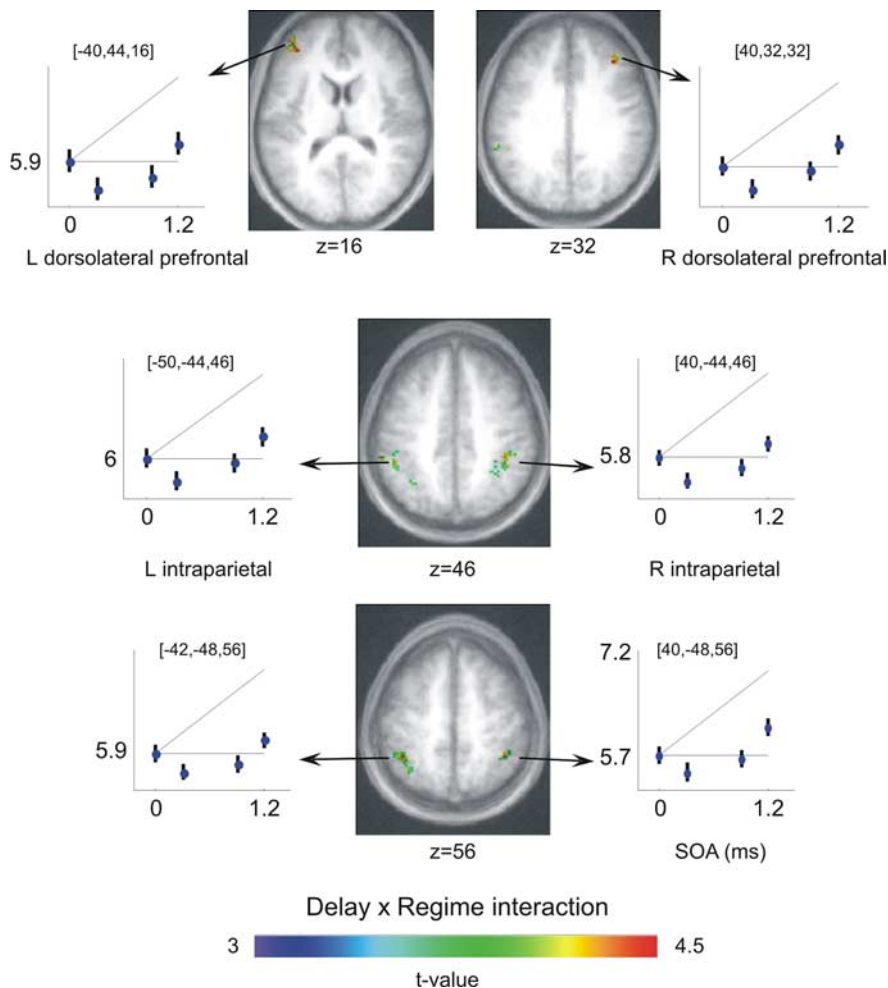 [-40,44,16]
[40,32,32]
5.9
0 1.2
0 1.2
L dorsolateral prefrontal
z=16
z=32
R dorsolateral prefrontal
[-50,-44,46]
[40,-44,46]
6
5.8
0 1.2
0 1.2
L intraparietal
z=46
R intraparietal
[-42,-48,56]
7.2
[40,-48,56]
5.9
5.7
0 1.2
0 1.2
z=56
SOA (ms)
Delay x Regime interaction
3
4.5
t-value